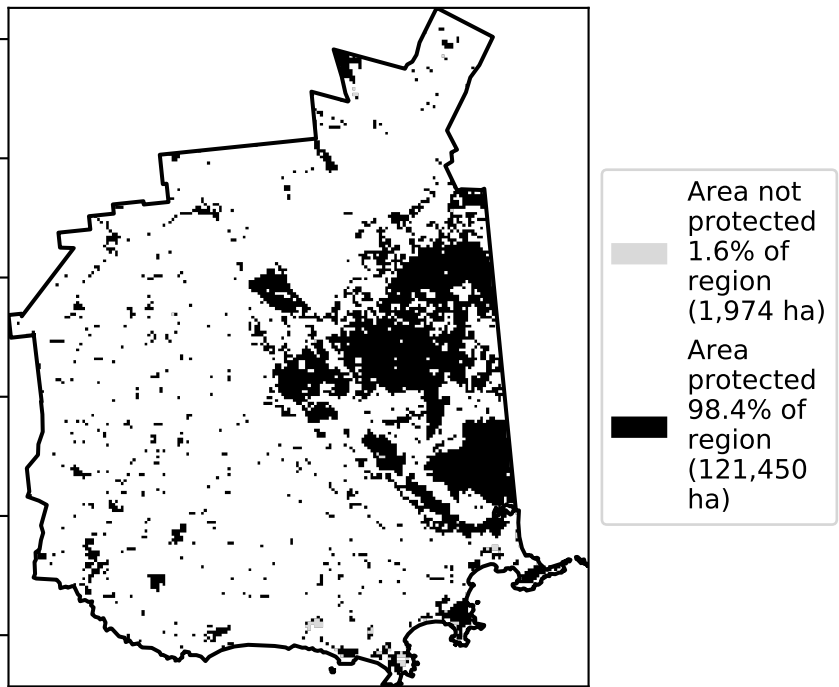 Area not
protected
1.6% of
region
(1,974 ha)
Area
protected
98.4% of
region
(121,450
ha)